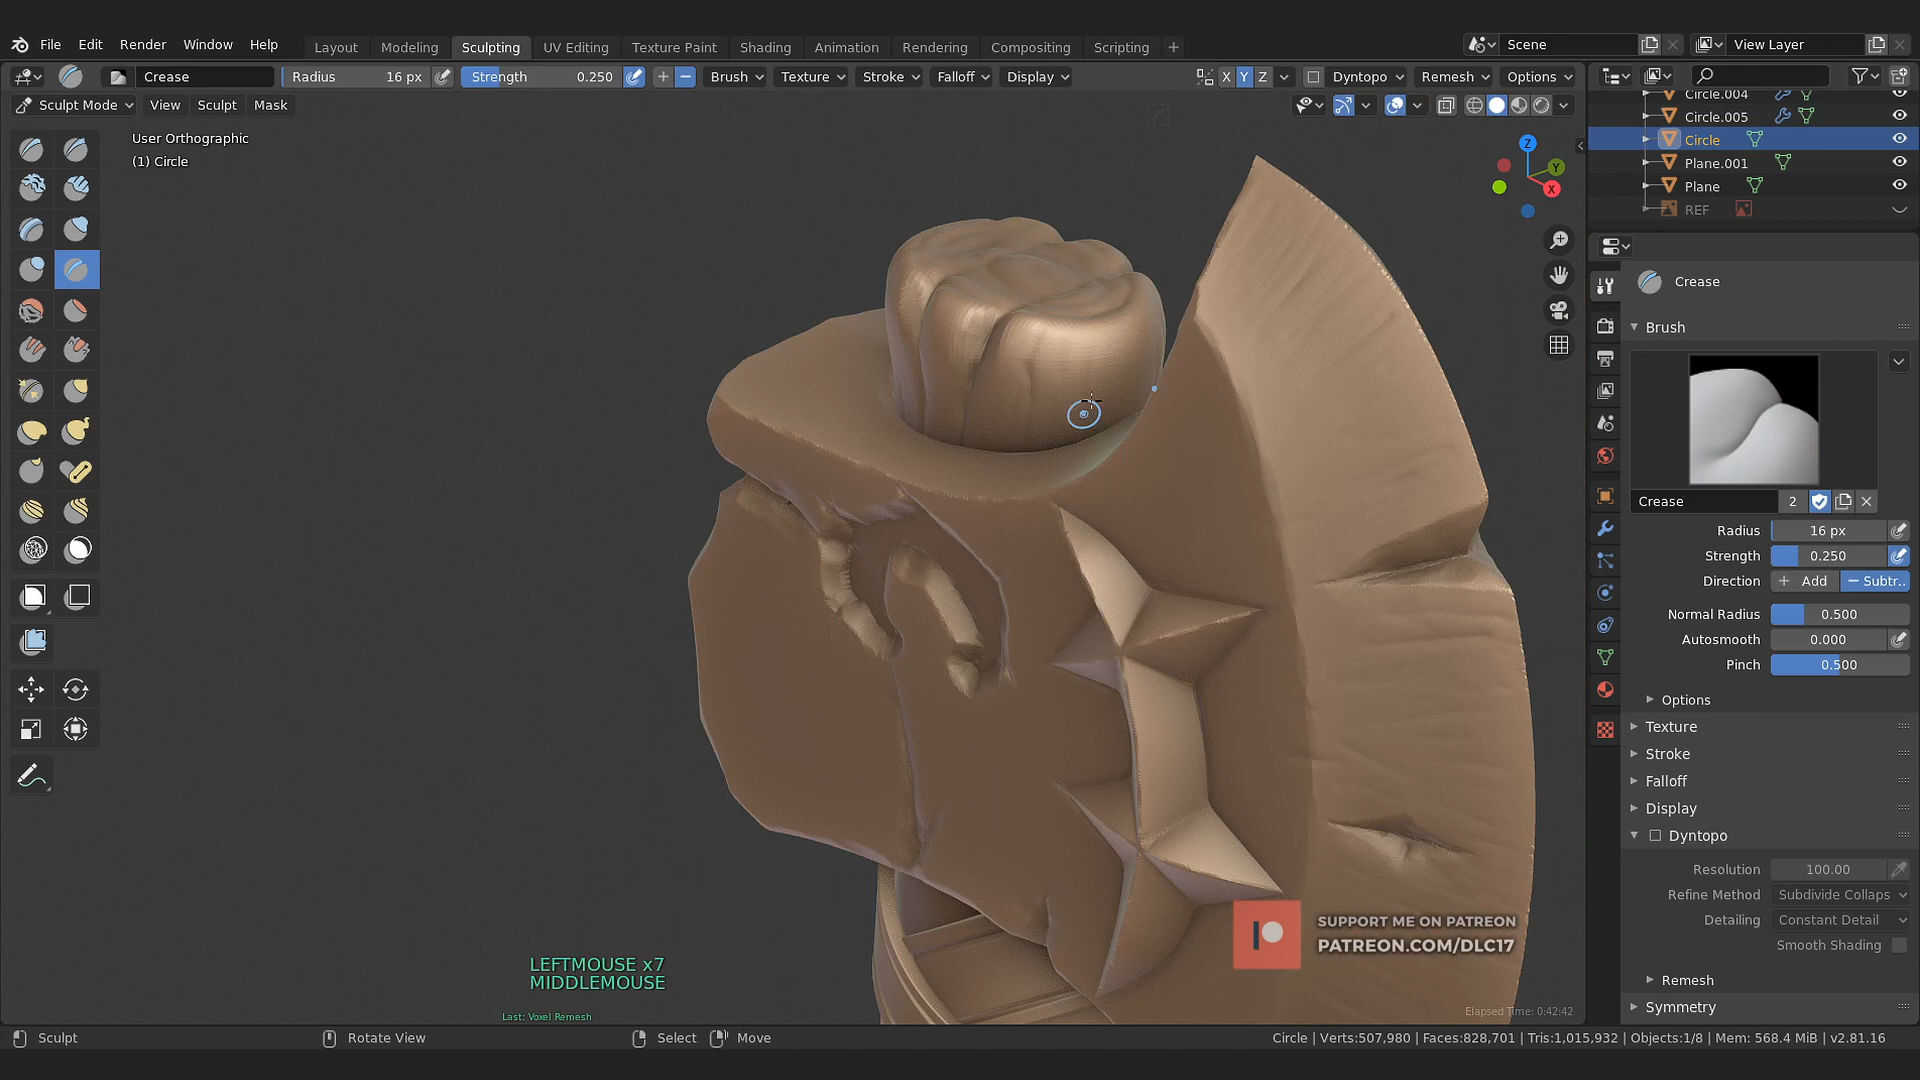 File Edit Render Window Help Layout Modeling Sculpting UV Editing Texture Paint Shading Animation Rendering Compositing Scripting + Scene View Layer
Crease Radius 16 px Strength 0.250 Brush Texture Stroke Falloff Display X Y Z Dyntopo Remesh Options
Sculpt Mode View Sculpt Mask
User Orthographic
(1) Circle
Circle.004
Circle.005
Circle
Plane.001
Plane
REF
Z
Y
X
Crease
Brush
Crease 2
Radius 16 px
Strength 0.250
Direction + Add − Subtr..
Normal Radius 0.500
Autosmooth 0.000
Pinch 0.500
Options
Texture
Stroke
Falloff
Display
Dyntopo
Resolution 100.00
Refine Method Subdivide Collaps
Detailing Constant Detail
Smooth Shading
Remesh
Symmetry
SUPPORT ME ON PATREON
PATREON.COM/DLC17
LEFTMOUSE x7
MIDDLEMOUSE
Last: Voxel Remesh
Elapsed Time: 0:42:42
Sculpt Rotate View Select Move Circle | Verts:507,980 | Faces:828,701 | Tris:1,015,932 | Objects:1/8 | Mem: 568.4 MiB | v2.81.16